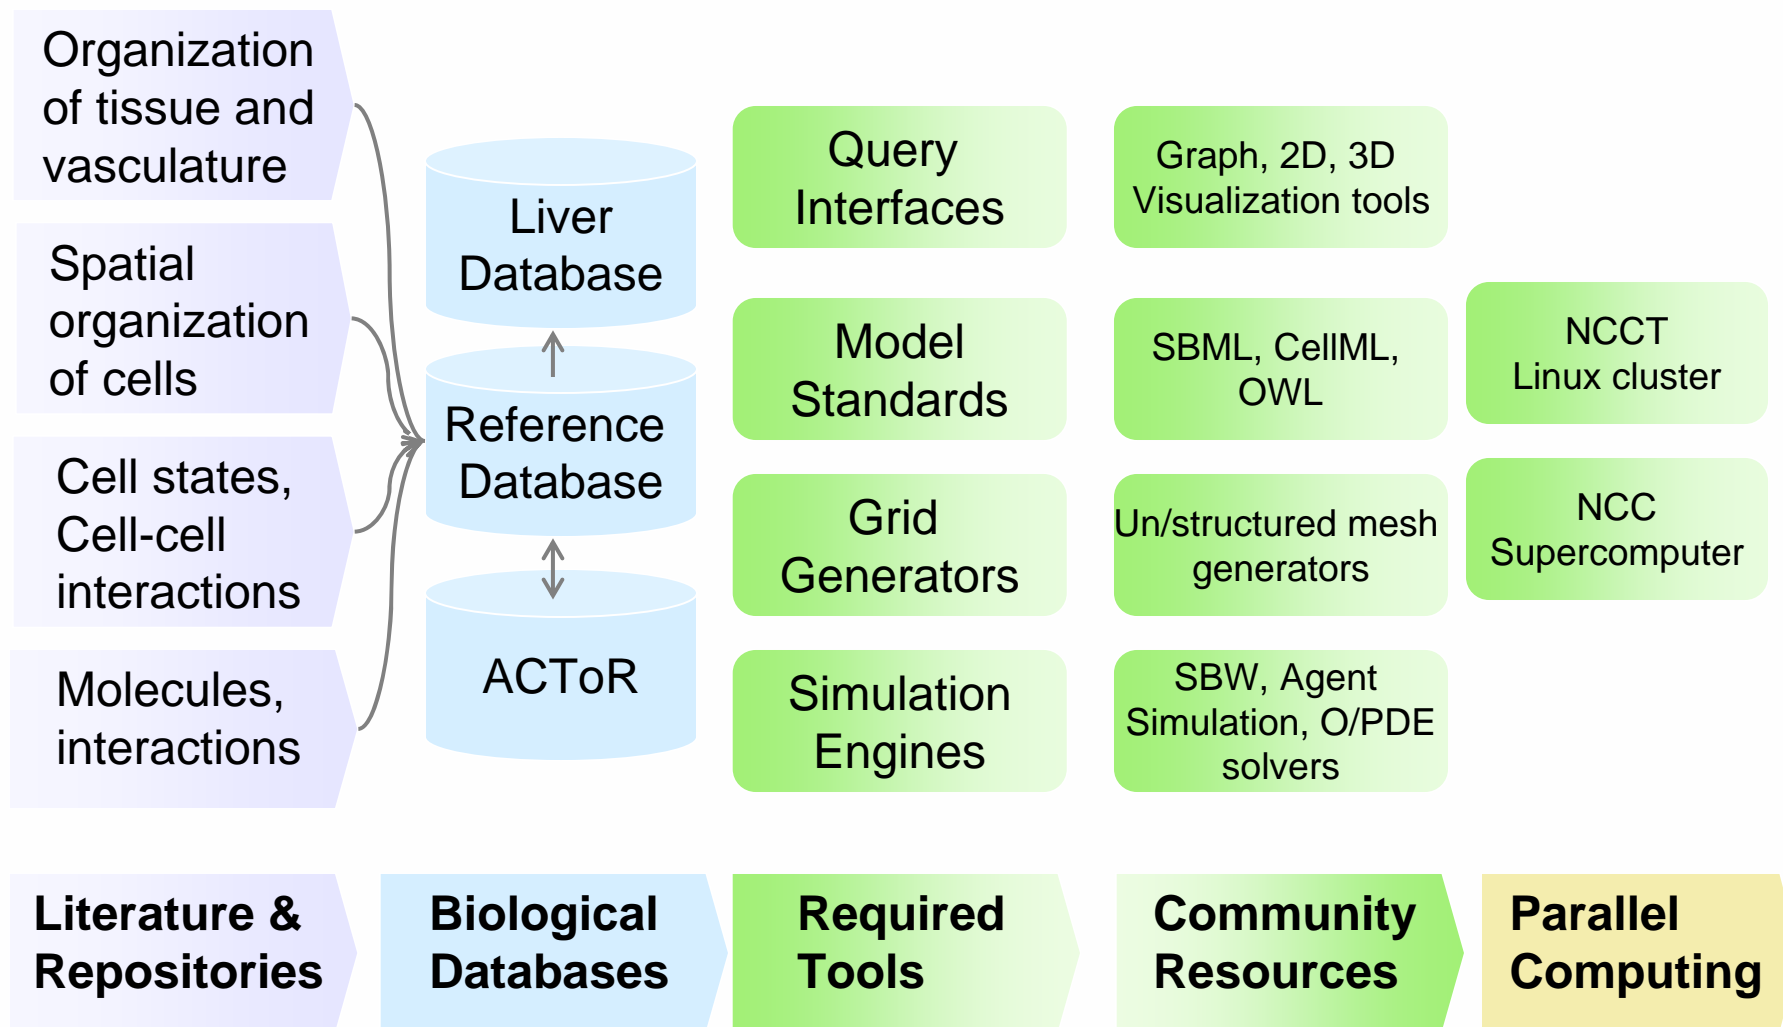 Organization
of tissue and
vasculature
Spatial
organization
of cells
Cell states,
Cell-cell
interactions
Molecules,
interactions
Liver
Database
Reference
Database
ACToR
Query
Interfaces
Model
Standards
Grid
Generators
Simulation
Engines
Graph, 2D, 3D
Visualization tools
SBML, CellML,
OWL
Un/structured mesh
generators
SBW, Agent
Simulation, O/PDE
solvers
NCCT
Linux cluster
NCC
Supercomputer
Literature &
Repositories
Biological
Databases
Required
Tools
Community
Resources
Parallel
Computing